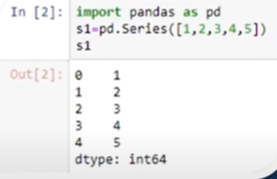 In [2]: import pandas as pd
s1=pd.Series([1,2,3,4,5])
s1
Out[2]: 0 1
1 2
2 3
3 4
4 5
dtype: int64